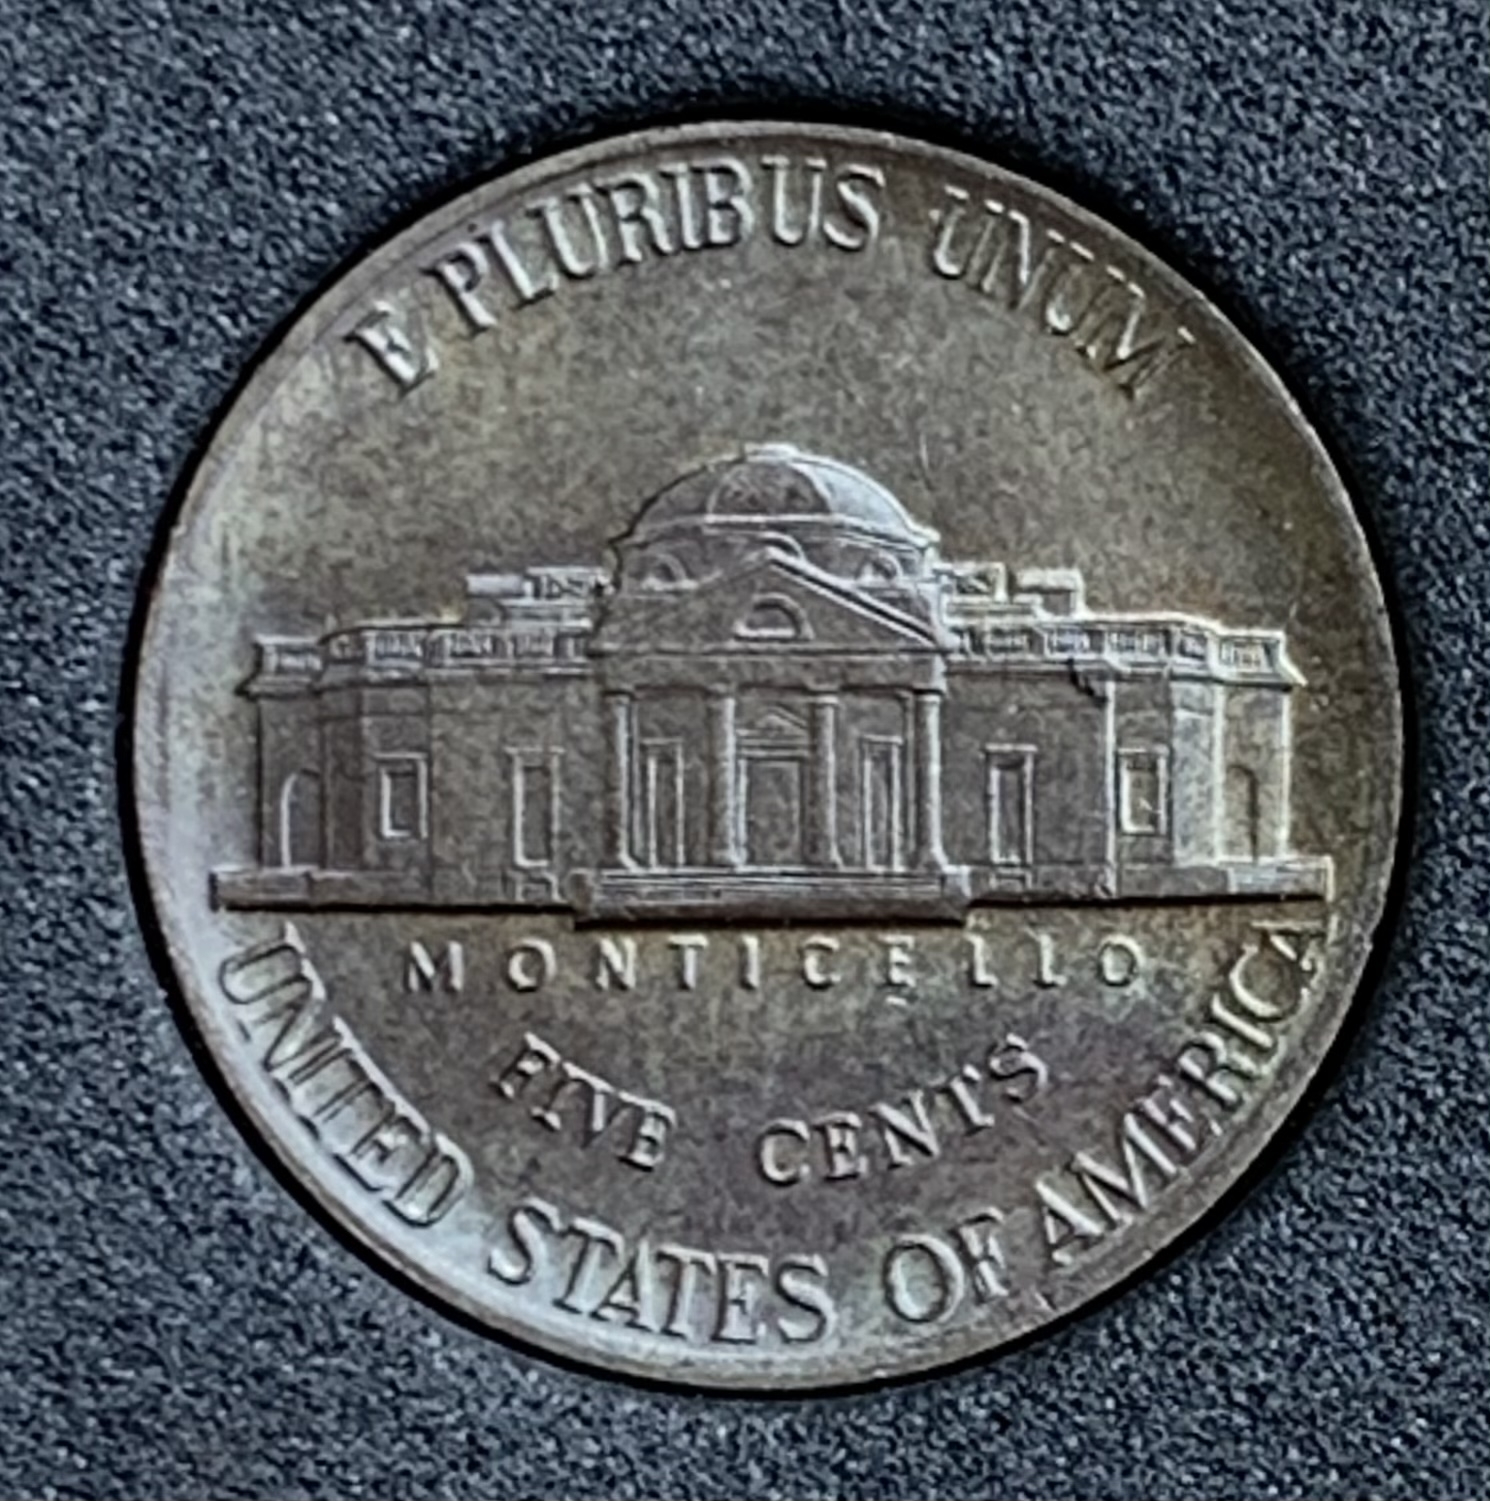 E PLURIBUS UNUM
MONTICELLO
FIVE CENTS
UNITED STATES OF AMERICA